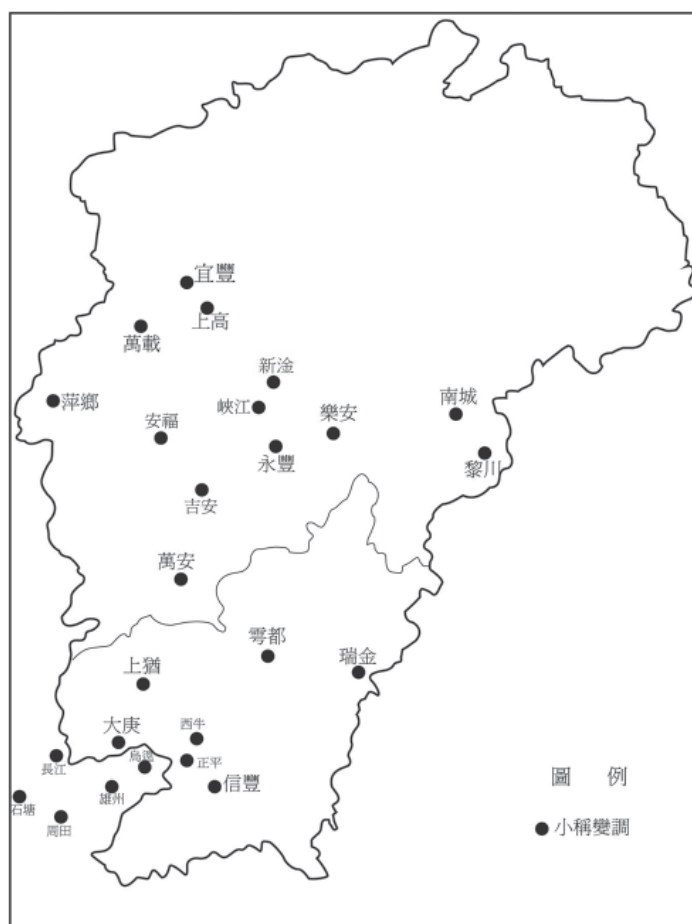 宜豐
上高
萬載
新淦
萍鄉
峽江
南城
安福
樂安
永豐
黎川
吉安
萬安
雩都
瑞金
上猶
大庚
西牛
長江
烏逕
正平
信豐
圖 例
雄州
石塘
周田
小稱變調